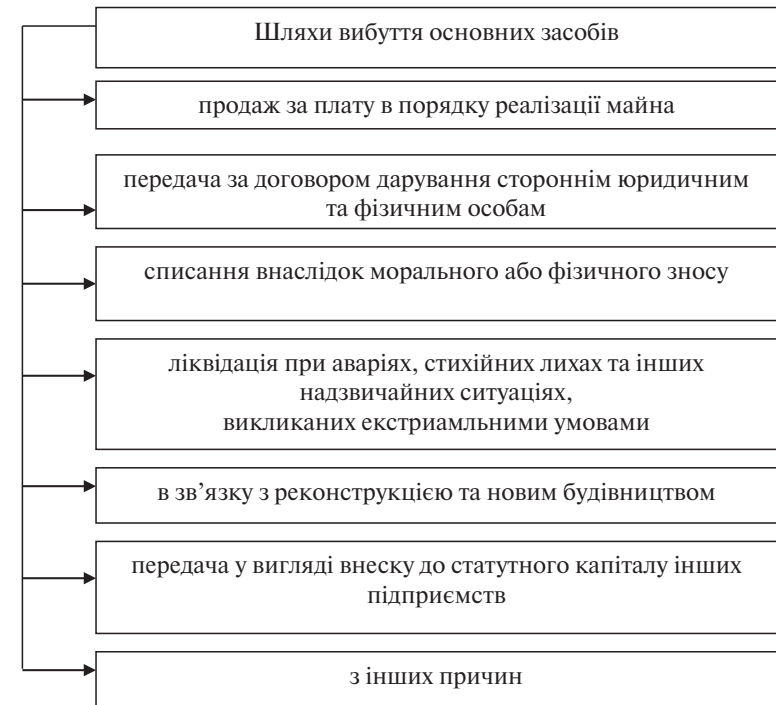 Шляхи вибуття основних засобів
продаж за плату в порядку реалізації майна
передача за договором дарування стороннім юридичним
та фізичним особам
списання внаслідок морального або фізичного зносу
ліквідація при аваріях, стихійних лихах та інших
надзвичайних ситуаціях,
викликаних екстриамльними умовами
в зв’язку з реконструкцією та новим будівництвом
передача у вигляді внеску до статутного капіталу інших
підприємств
з інших причин